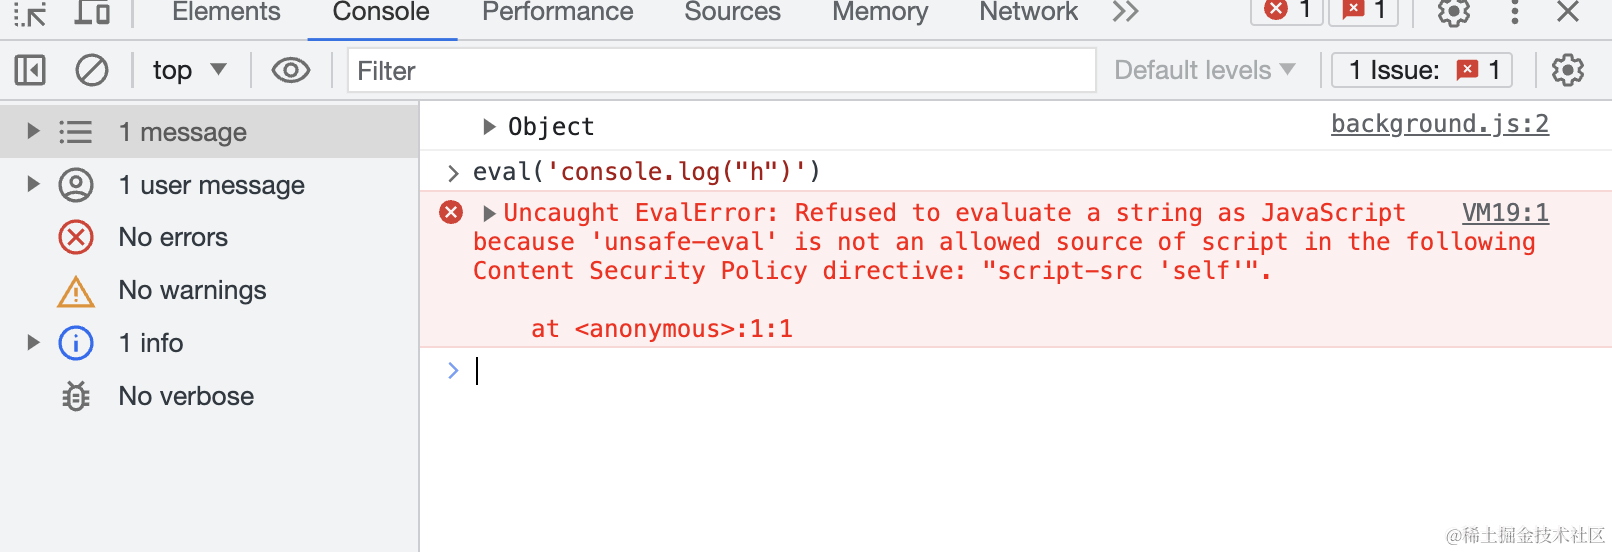 Elements Console Performance Sources Memory Network 1 1
top Filter Default levels 1 Issue: 1
1 message
1 user message
No errors
No warnings
1 info
No verbose
Object background.js:2
eval('console.log("h")')
Uncaught EvalError: Refused to evaluate a string as JavaScript VM19:1
because 'unsafe-eval' is not an allowed source of script in the following
Content Security Policy directive: "script-src 'self'".
at <anonymous>:1:1
@稀土掘金技术社区